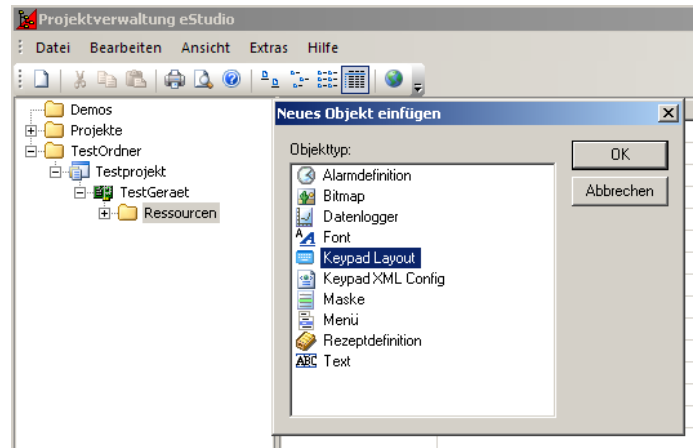 Projektverwaltung eStudio
Datei Bearbeiten Ansicht Extras Hilfe
Demos
Projekte
TestOrdner
Testprojekt
TestGeraet
Ressourcen
Neues Objekt einfügen
Objekttyp:
Alarmdefinition
Bitmap
Datenlogger
Font
Keypad Layout
Keypad XML Config
Maske
Menü
Rezeptdefinition
ABC Text
OK
Abbrechen